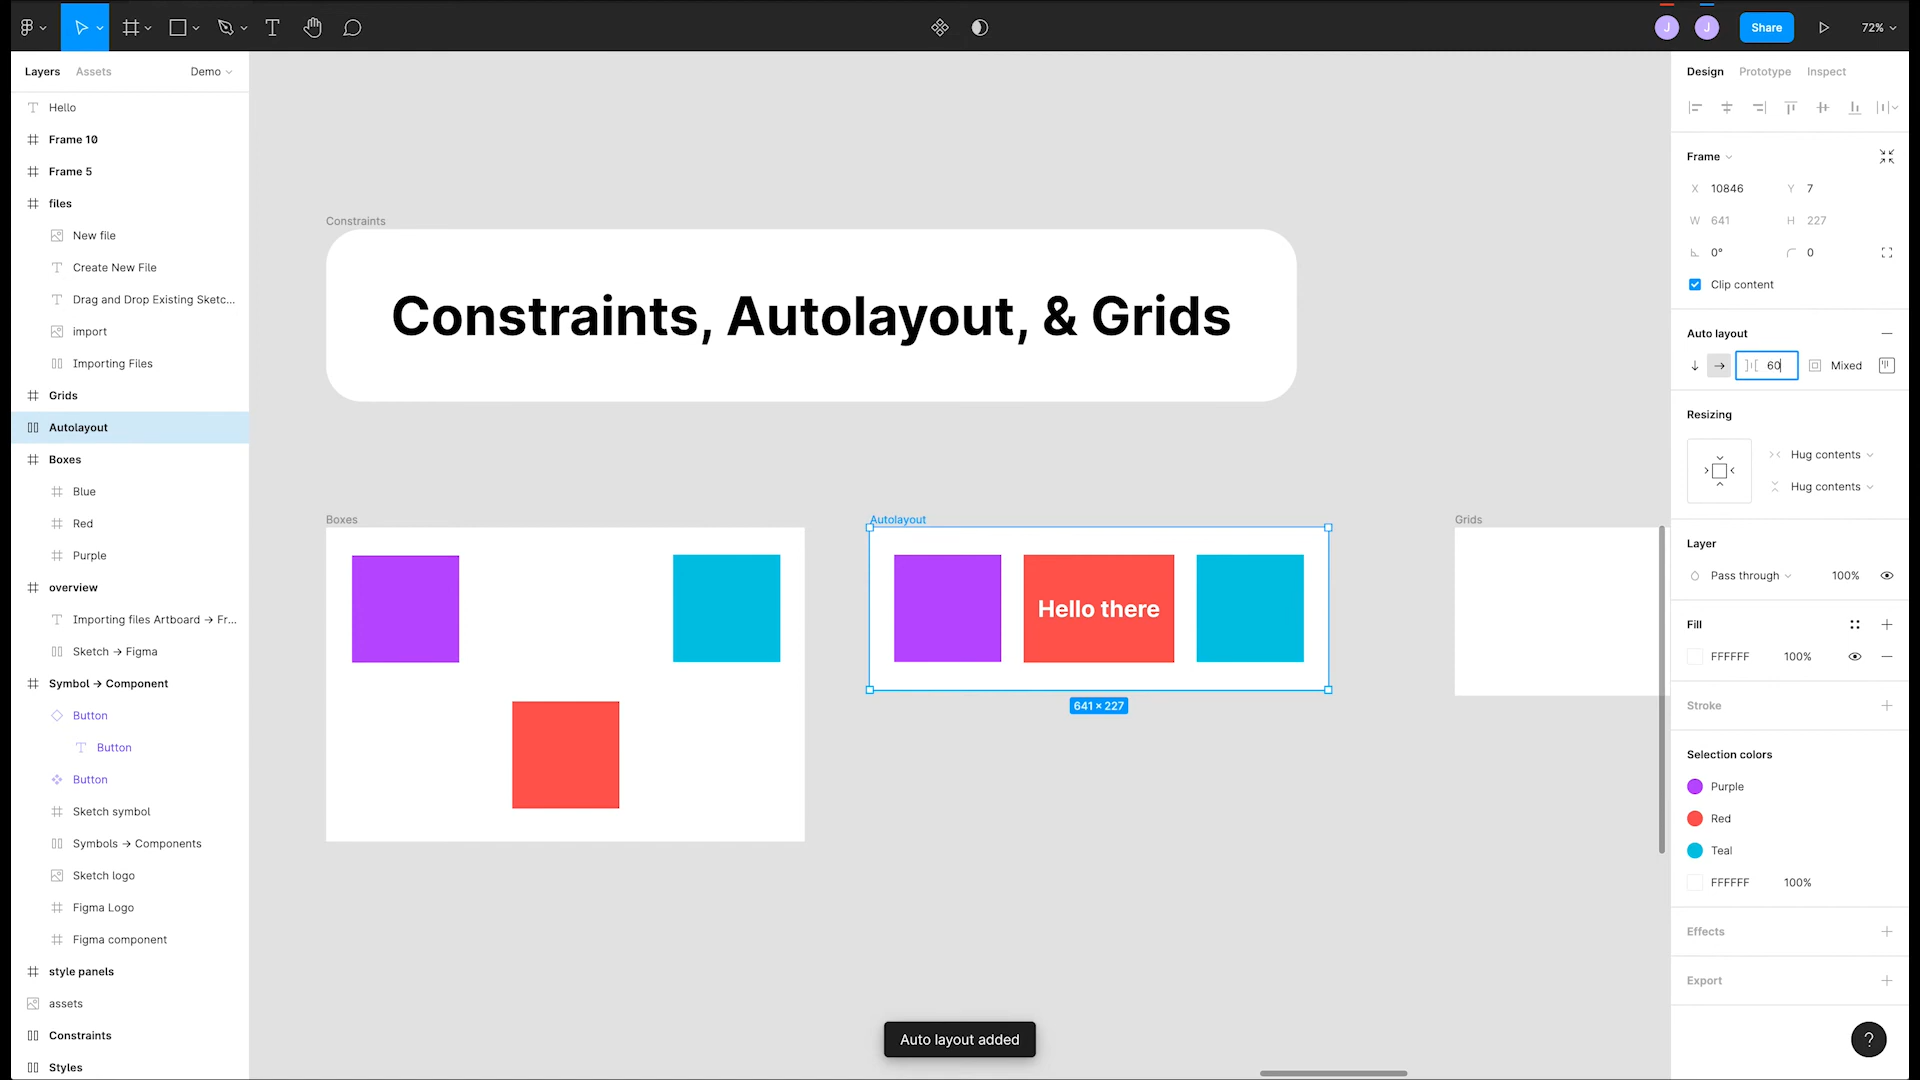 J
J
Share
72%
Layers
Assets
Demo
Design
Prototype
Inspect
Hello
Frame 10
Frame 5
files
New file
Create New File
Drag and Drop Existing Sketc...
import
Importing Files
Grids
Autolayout
Boxes
Blue
Red
Purple
overview
Importing files Artboard → Fr...
Sketch → Figma
Symbol → Component
Button
Button
Button
Sketch symbol
Symbols → Components
Sketch logo
Figma Logo
Figma component
style panels
assets
Constraints
Styles
Constraints
Constraints, Autolayout, & Grids
Boxes
Autolayout
Hello there
641 × 227
Grids
Auto layout added
Frame
X 10846 Y 7
W 641 H 227
0° 0
Clip content
Auto layout
60 Mixed
Resizing
Hug contents
Hug contents
Layer
Pass through 100%
Fill
FFFFFF 100%
Stroke
Selection colors
Purple
Red
Teal
FFFFFF 100%
Effects
Export
?